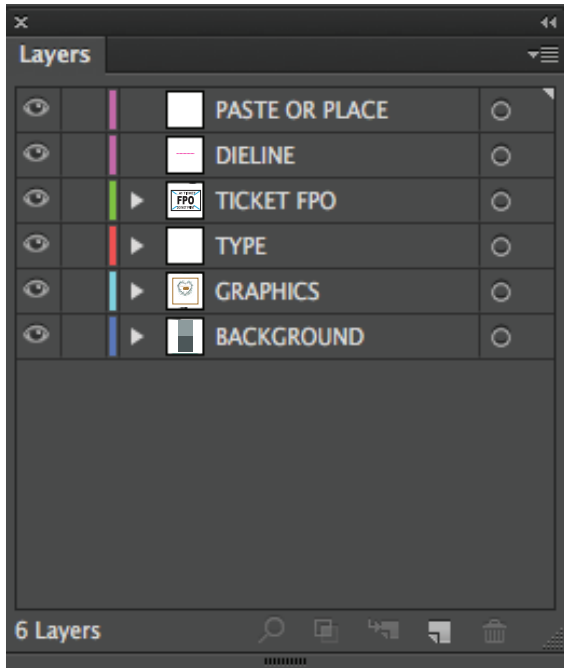 Layers
PASTE OR PLACE
DIELINE
TICKET FPO
FPO
TYPE
GRAPHICS
BACKGROUND
6 Layers